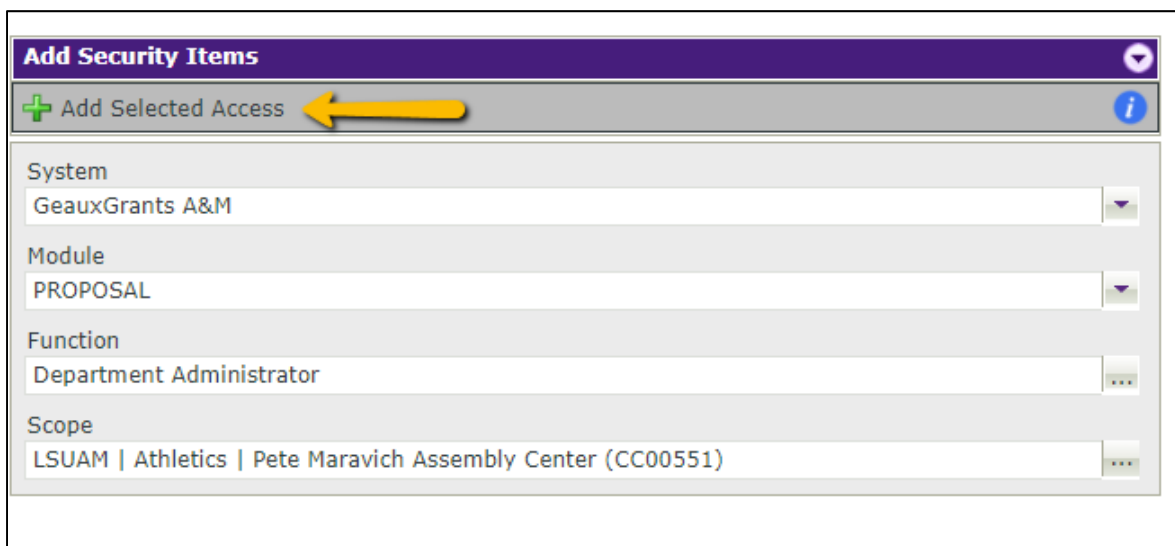 Add Security Items
Add Selected Access
i
System
GeauxGrants A&M
Module
PROPOSAL
Function
Department Administrator
...
Scope
LSUAM | Athletics | Pete Maravich Assembly Center (CC00551)
...